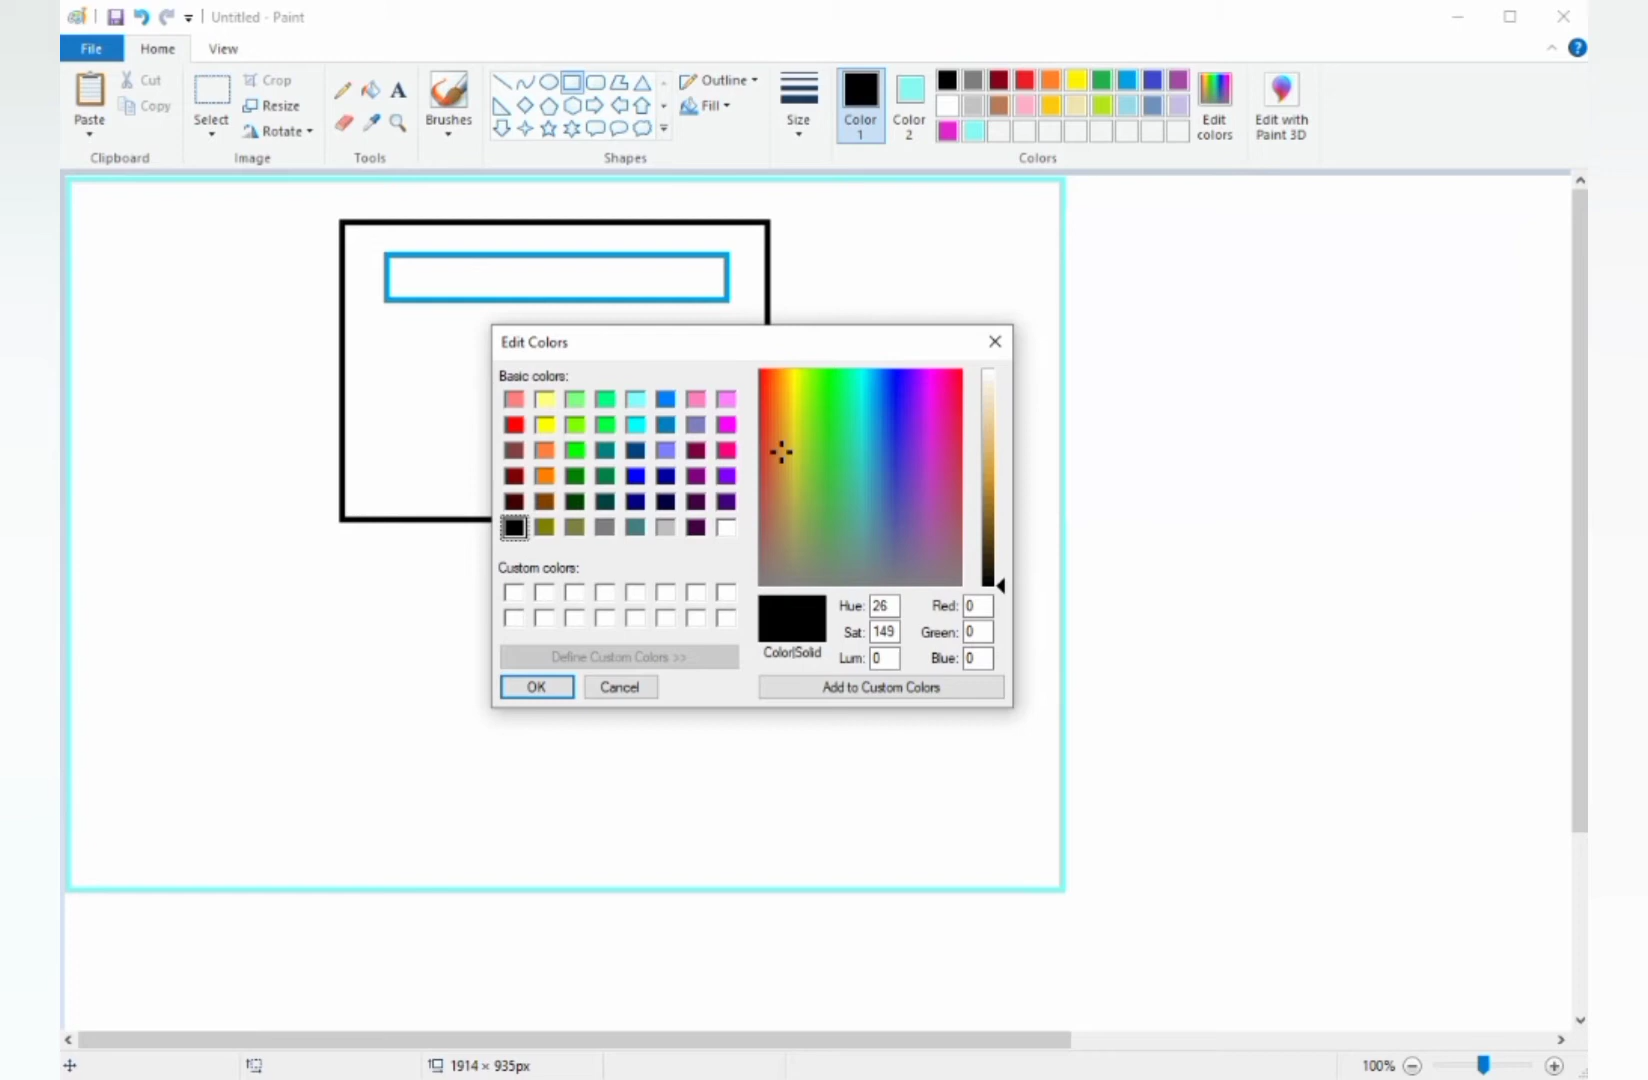 Untitled - Paint
File Home View
Paste
Cut
Copy
Clipboard
Select
Crop
Resize
Rotate
Image
A
Tools
Brushes
Shapes
Outline
Fill
Size
Color 1
Color 2
Edit colors
Colors
Edit with Paint 3D
Edit Colors
Basic colors:
Custom colors:
Define Custom Colors >>
OK Cancel
Color|Solid
Hue: 26 Red: 0
Sat: 149 Green: 0
Lum: 0 Blue: 0
Add to Custom Colors
1914 × 935px
100%